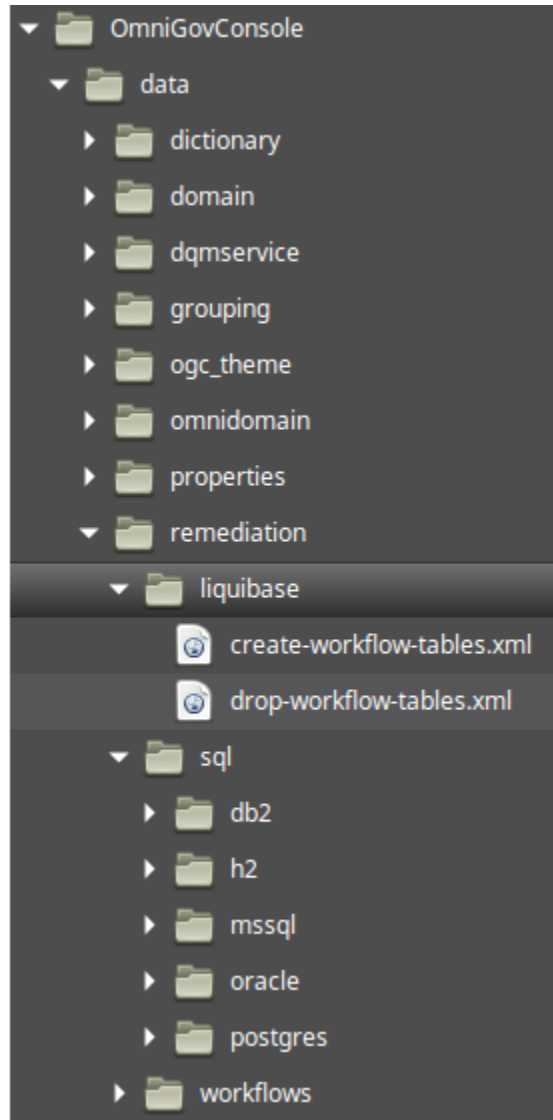 OmniGovConsole
data
dictionary
domain
dqmservice
grouping
ogc_theme
omnidomain
properties
remediation
liquibase
create-workflow-tables.xml
drop-workflow-tables.xml
sql
db2
h2
mssql
oracle
postgres
workflows